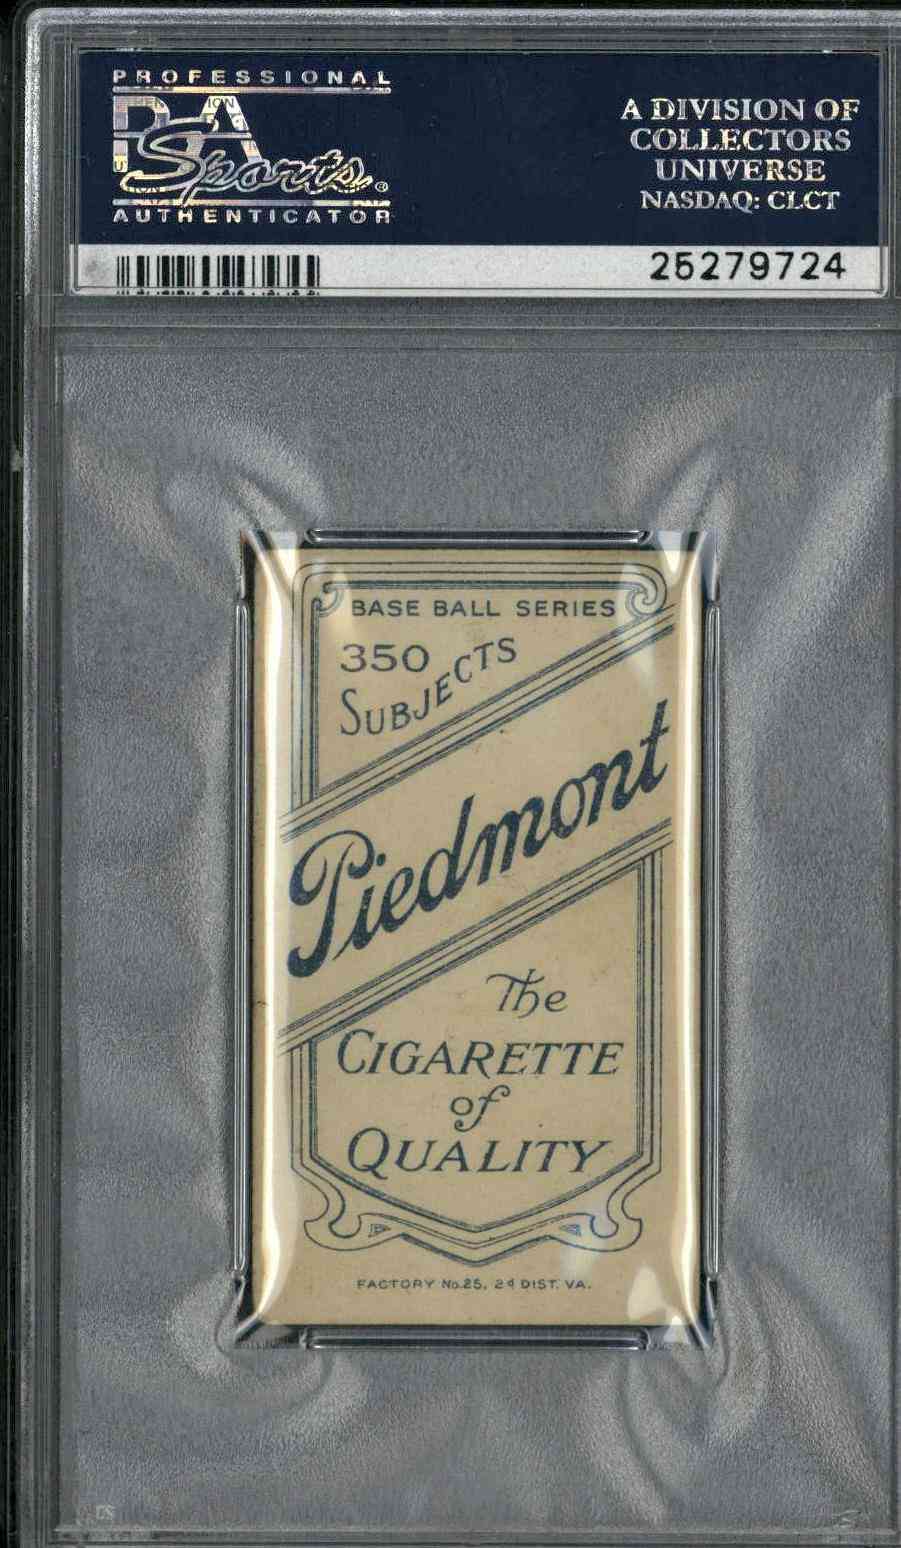 PROFESSIONAL
PSA
Sports®
AUTHENTICATOR
A DIVISION OF
COLLECTORS
UNIVERSE
NASDAQ: CLCT
25279724
BASE BALL SERIES
350
SUBJECTS
Piedmont
The
CIGARETTE
of
QUALITY
FACTORY No. 25, 2d DIST. VA.